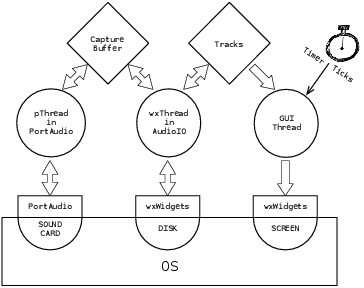 Capture
Buffer
Tracks
Timer Ticks
pThread
in
PortAudio
wxThread
in
AudioIO
GUI
Thread
PortAudio
wxWidgets
wxWidgets
SOUND
CARD
DISK
SCREEN
OS